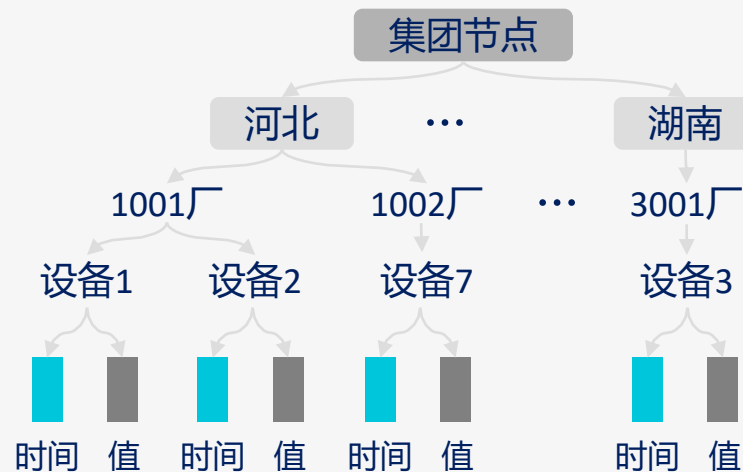 集团节点
河北 … 湖南
1001厂 1002厂 … 3001厂
设备1 设备2 设备7 设备3
时间 值 时间 值 时间 值 时间 值